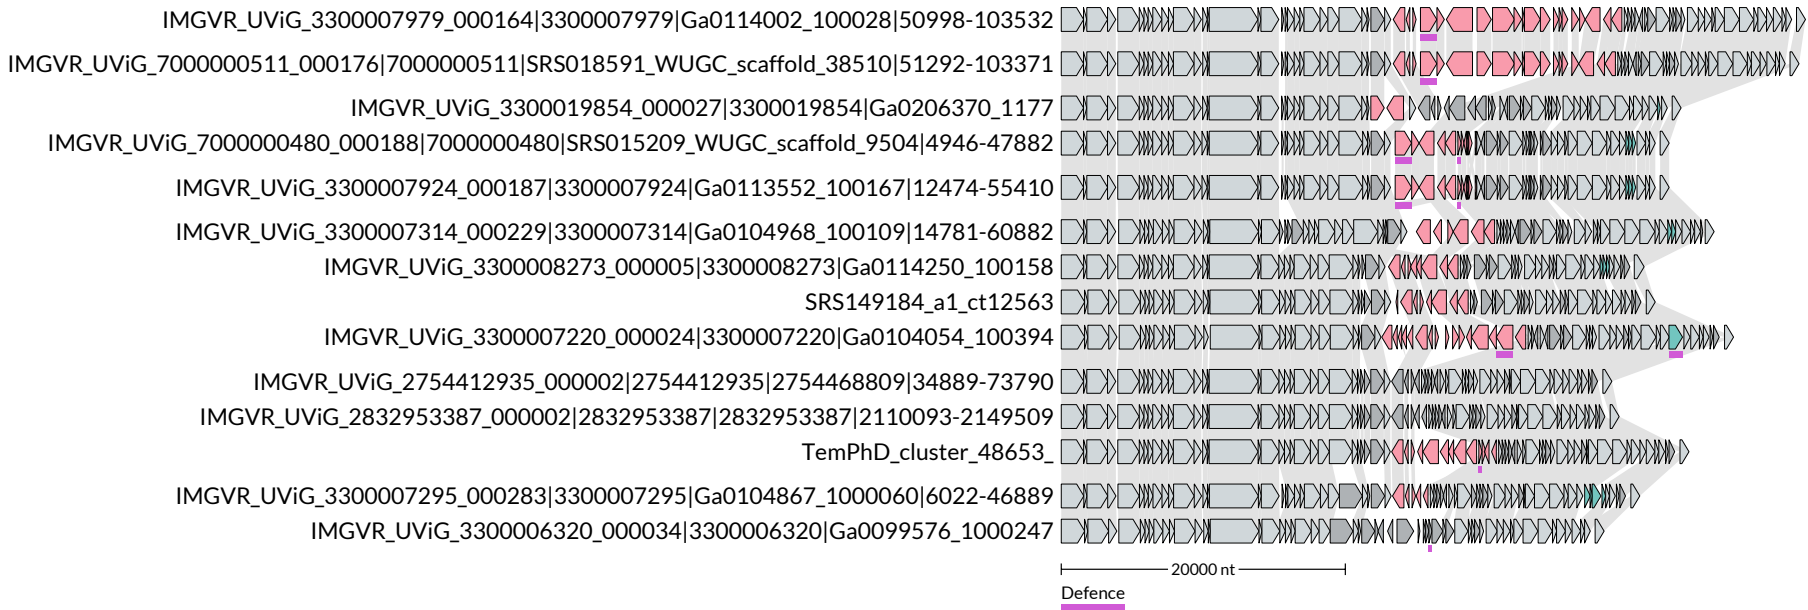 IMGVR_UViG_3300007979_000164|3300007979|Ga0114002_100028|50998-103532
IMGVR_UViG_7000000511_000176|7000000511|SRS018591_WUGC_scaffold_38510|51292-103371
IMGVR_UViG_3300019854_000027|3300019854|Ga0206370_1177
IMGVR_UViG_7000000480_000188|7000000480|SRS015209_WUGC_scaffold_9504|4946-47882
IMGVR_UViG_3300007924_000187|3300007924|Ga0113552_100167|12474-55410
IMGVR_UViG_3300007314_000229|3300007314|Ga0104968_100109|14781-60882
IMGVR_UViG_3300008273_000005|3300008273|Ga0114250_100158
SRS149184_a1_ct12563
IMGVR_UViG_3300007220_000024|3300007220|Ga0104054_100394
IMGVR_UViG_2754412935_000002|2754412935|2754468809|34889-73790
IMGVR_UViG_2832953387_000002|2832953387|2832953387|2110093-2149509
TemPhD_cluster_48653_
IMGVR_UViG_3300007295_000283|3300007295|Ga0104867_1000060|6022-46889
IMGVR_UViG_3300006320_000034|3300006320|Ga0099576_1000247
20000 nt
Defence